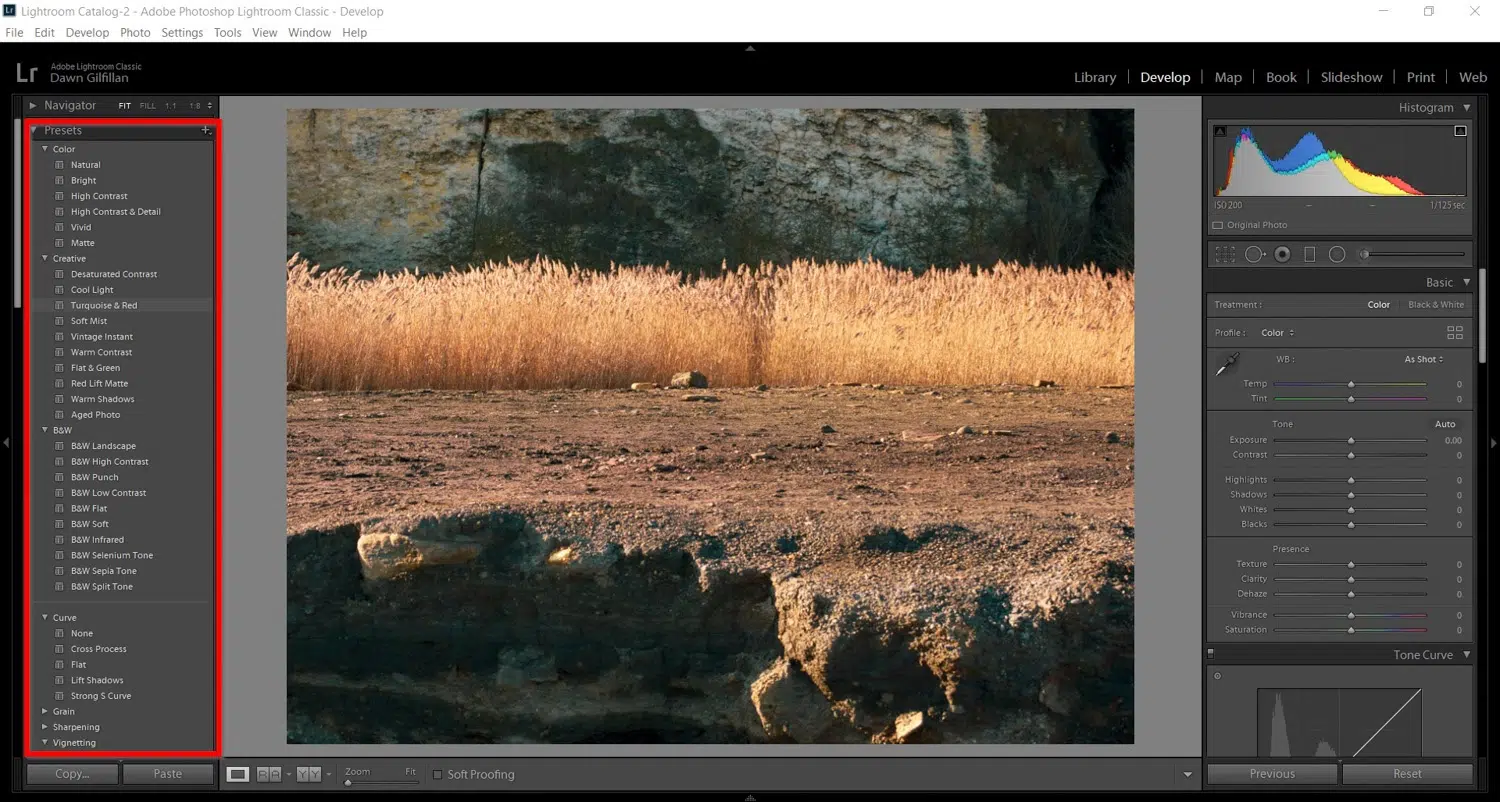 Lightroom Catalog-2 - Adobe Photoshop Lightroom Classic - Develop
File Edit Develop Photo Settings Tools View Window Help
Lr Adobe Lightroom Classic
Dawn Gilfillan
Library Develop Map Book Slideshow Print Web
Navigator FIT FILL 1:1 1:8
Presets
Color
Natural
Bright
High Contrast
High Contrast & Detail
Vivid
Matte
Creative
Desaturated Contrast
Cool Light
Turquoise & Red
Soft Mist
Vintage Instant
Warm Contrast
Flat & Green
Red Lift Matte
Warm Shadows
Aged Photo
B&W
B&W Landscape
B&W High Contrast
B&W Punch
B&W Low Contrast
B&W Flat
B&W Soft
B&W Infrared
B&W Selenium Tone
B&W Sepia Tone
B&W Split Tone
Curve
None
Cross Process
Flat
Lift Shadows
Strong S Curve
Grain
Sharpening
Vignetting
Copy... Paste
R A Y Y Zoom Fit Soft Proofing
Histogram
ISO 200 – – 1/125 sec
Original Photo
Basic
Treatment : Color Black & White
Profile : Color
WB : As Shot
Temp 0
Tint 0
Tone Auto
Exposure 0.00
Contrast 0
Highlights 0
Shadows 0
Whites 0
Blacks 0
Presence
Texture 0
Clarity 0
Dehaze 0
Vibrance 0
Saturation 0
Tone Curve
Previous Reset